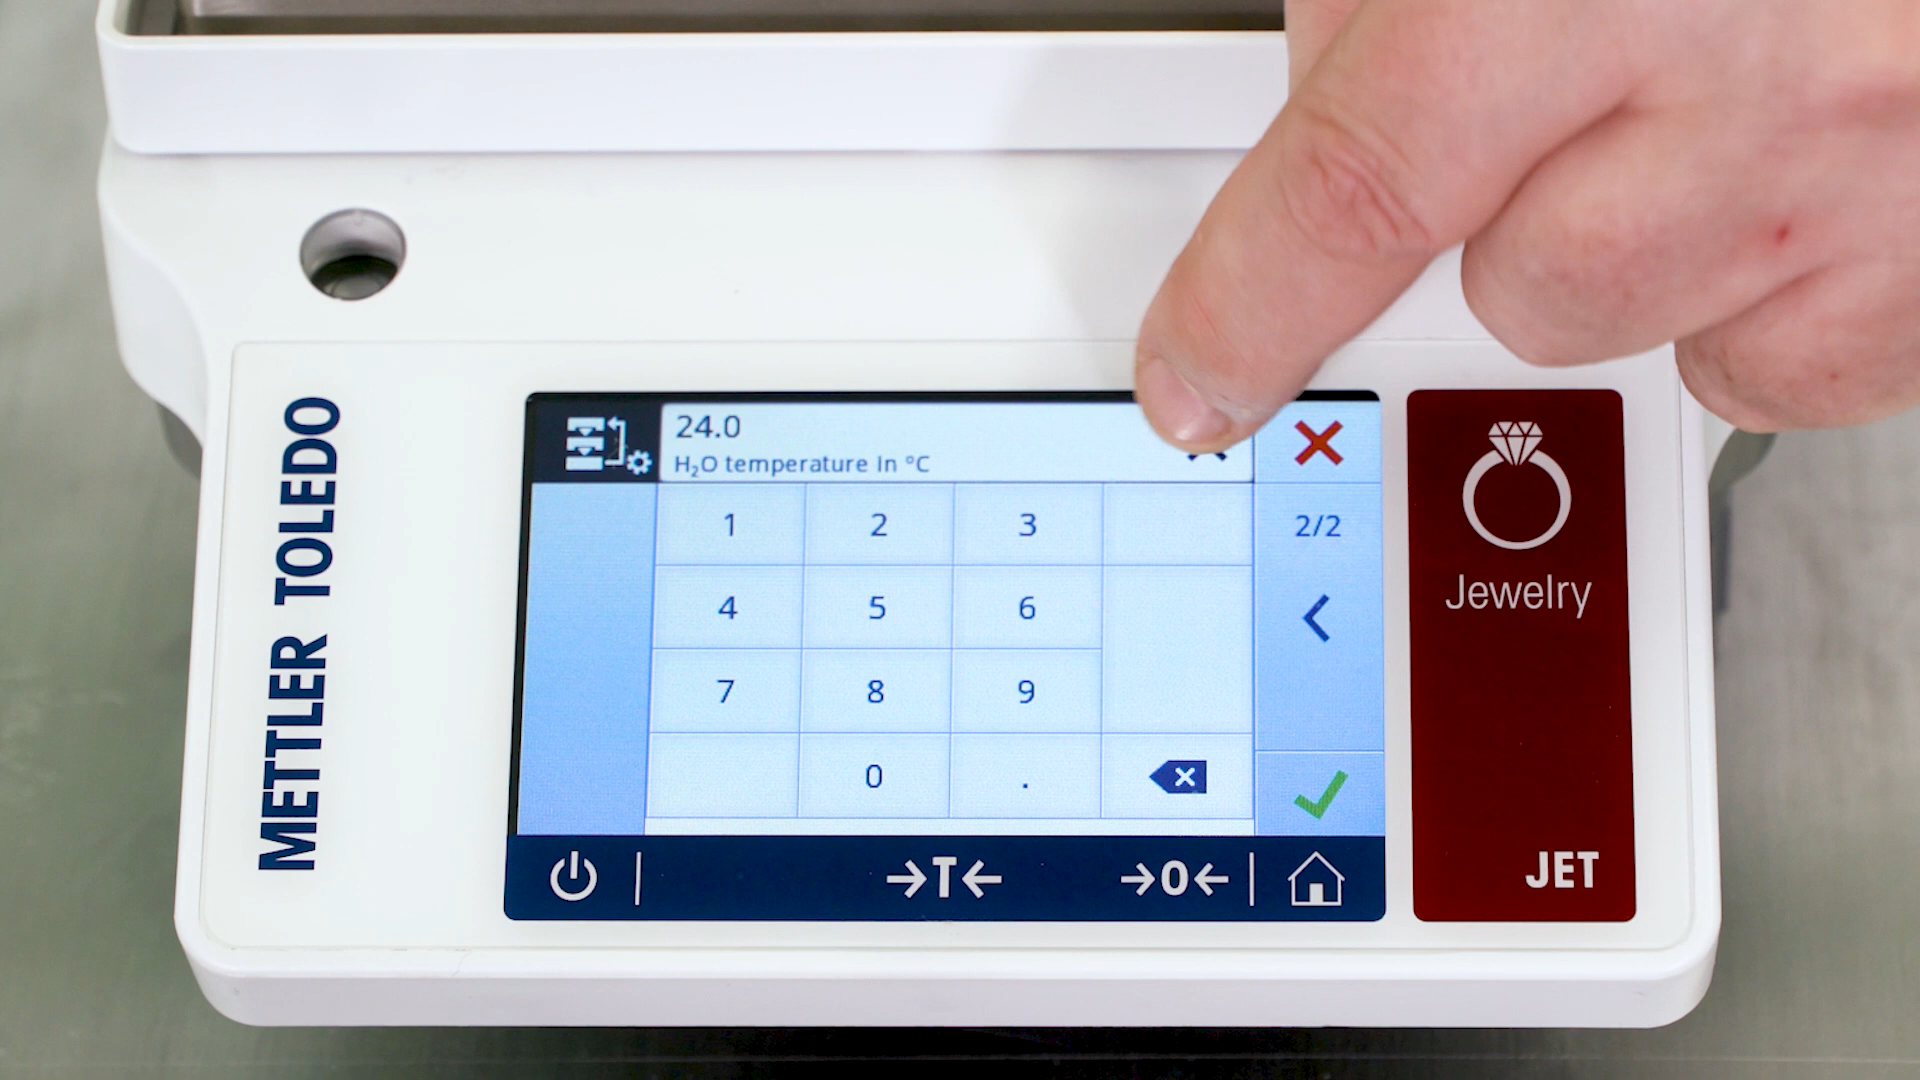 METTLER TOLEDO
24.0
H₂O temperature in °C
1 2 3
2/2
4 5 6
7 8 9
0 .
→T←
→0←
Jewelry
JET